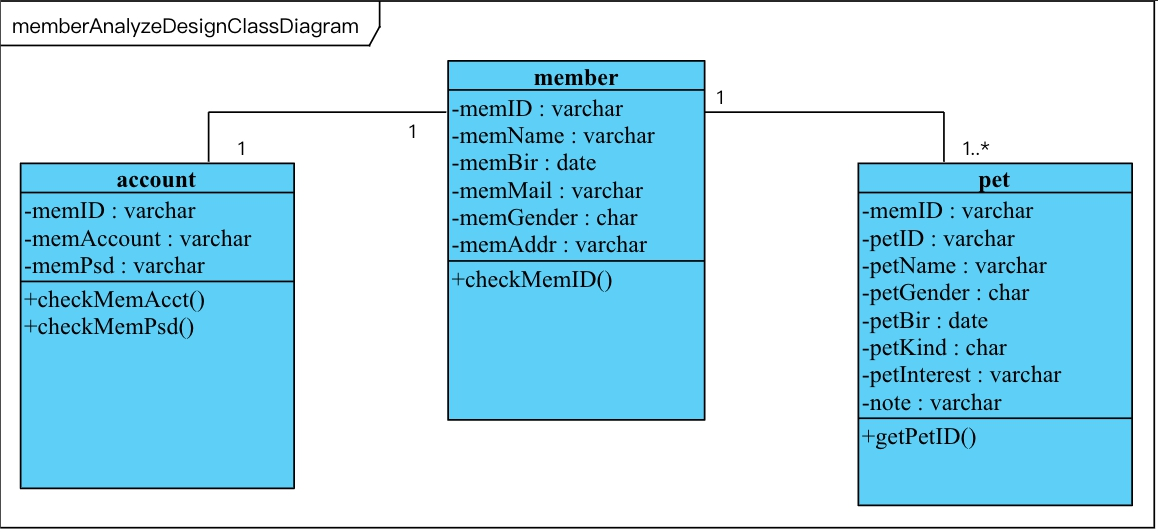 memberAnalyzeDesignClassDiagram
member
-memID : varchar
-memName : varchar
-memBir : date
-memMail : varchar
-memGender : char
-memAddr : varchar
+checkMemID()
1
1
1
1..*
account
-memID : varchar
-memAccount : varchar
-memPsd : varchar
+checkMemAcct()
+checkMemPsd()
pet
-memID : varchar
-petID : varchar
-petName : varchar
-petGender : char
-petBir : date
-petKind : char
-petInterest : varchar
-note : varchar
+getPetID()